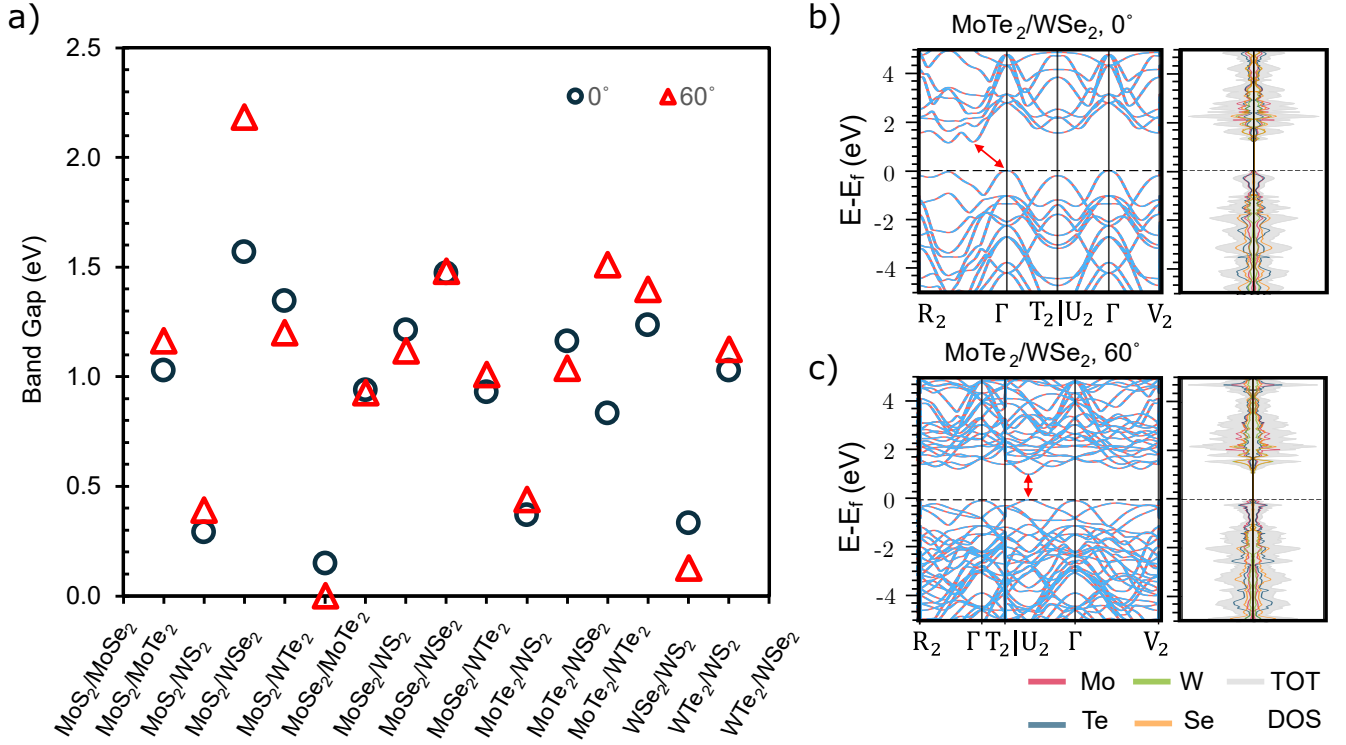 a)
Band Gap (eV)
2.5
2.0
1.5
1.0
0.5
0.0
0°
60°
MoS₂/MoSe₂
MoS₂/MoTe₂
MoS₂/WS₂
MoS₂/WSe₂
MoS₂/WTe₂
MoSe₂/MoTe₂
MoSe₂/WS₂
MoSe₂/WSe₂
MoSe₂/WTe₂
MoTe₂/WS₂
MoTe₂/WSe₂
MoTe₂/WTe₂
WSe₂/WS₂
WTe₂/WS₂
WTe₂/WSe₂
b)
MoTe₂/WSe₂, 0°
E-E_f (eV)
4
2
0
-2
-4
R₂ Γ T₂|U₂ Γ V₂
c)
MoTe₂/WSe₂, 60°
E-E_f (eV)
4
2
0
-2
-4
R₂ Γ T₂|U₂ Γ V₂
Mo W TOT
Te Se DOS